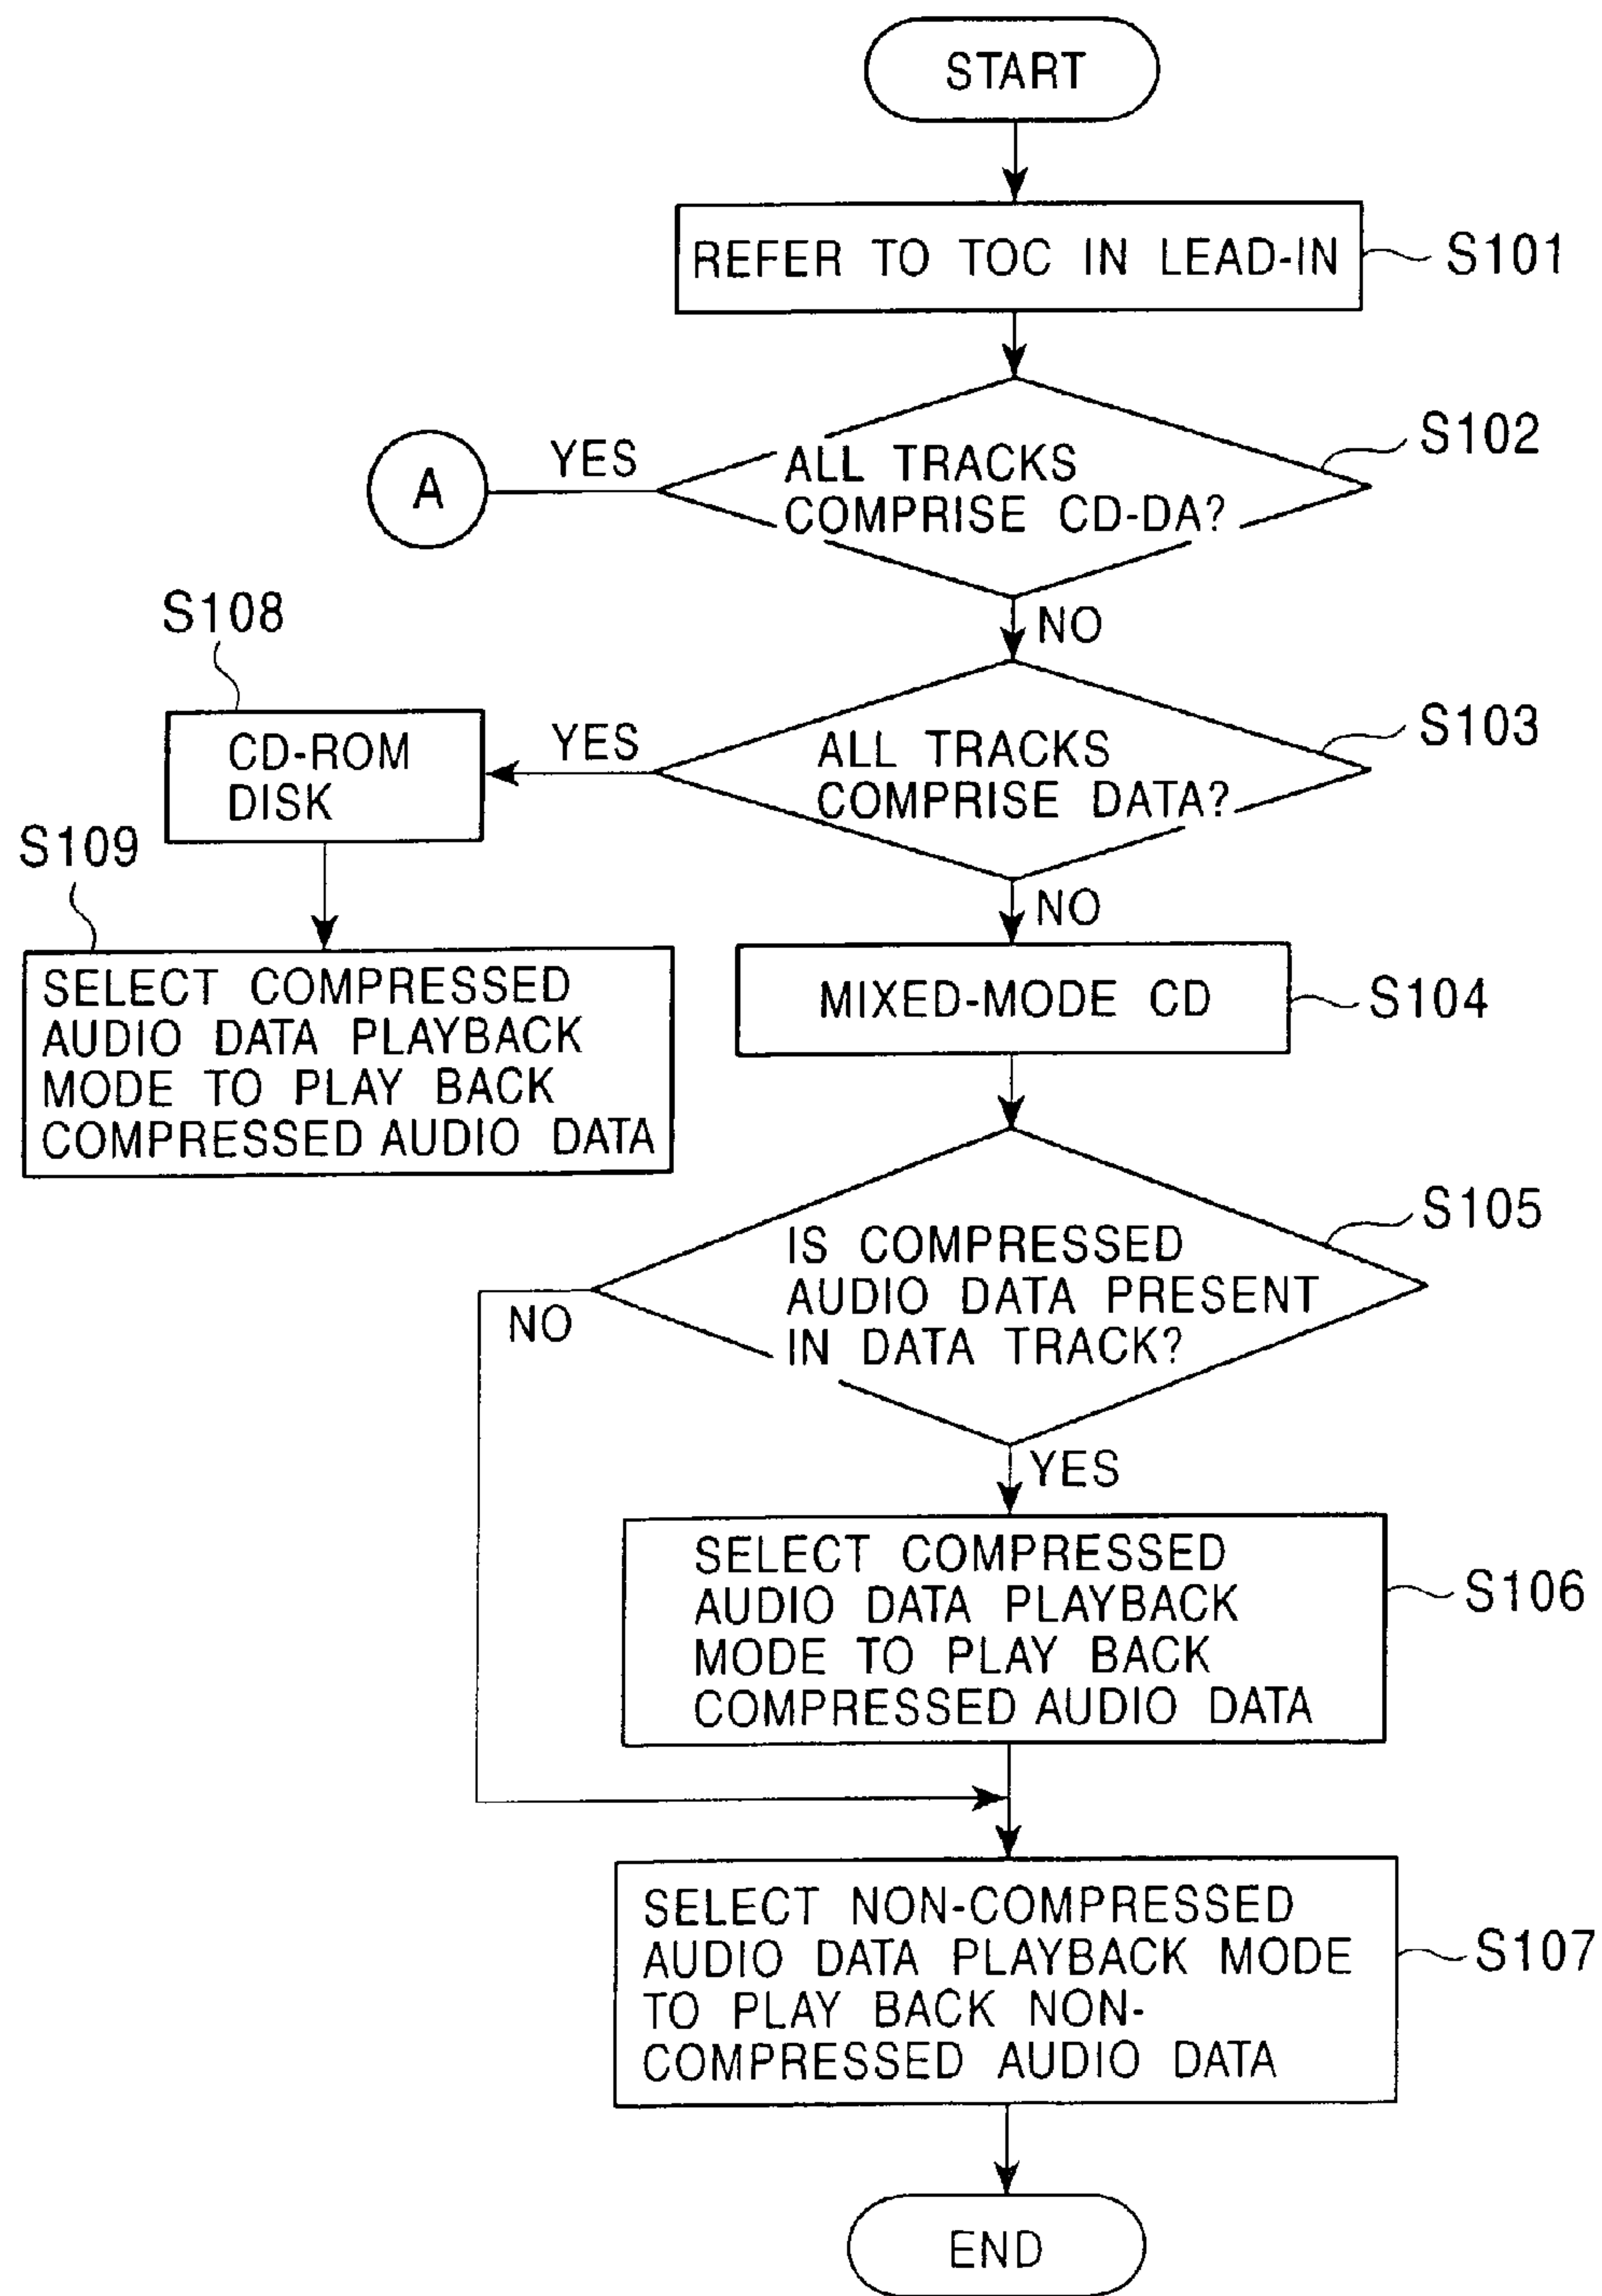 START
REFER TO TOC IN LEAD-IN
S101
ALL TRACKS
COMPRISE CD-DA?
S102
YES
A
NO
ALL TRACKS
COMPRISE DATA?
S103
YES
S108
CD-ROM
DISK
S109
SELECT COMPRESSED
AUDIO DATA PLAYBACK
MODE TO PLAY BACK
COMPRESSED AUDIO DATA
NO
MIXED-MODE CD
S104
IS COMPRESSED
AUDIO DATA PRESENT
IN DATA TRACK?
S105
NO
YES
SELECT COMPRESSED
AUDIO DATA PLAYBACK
MODE TO PLAY BACK
COMPRESSED AUDIO DATA
S106
SELECT NON-COMPRESSED
AUDIO DATA PLAYBACK MODE
TO PLAY BACK NON-
COMPRESSED AUDIO DATA
S107
END